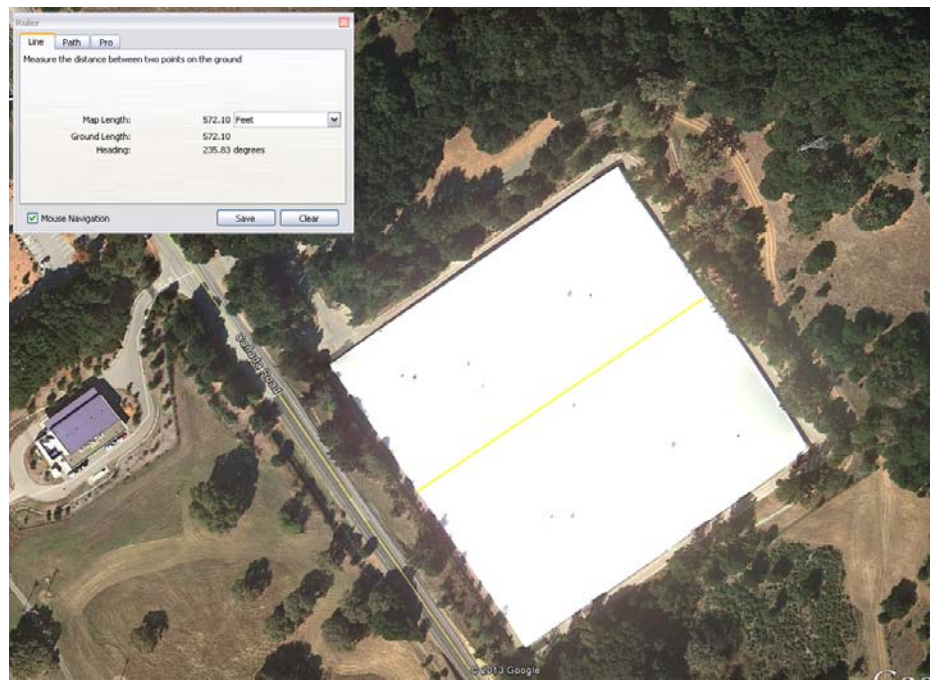 Ruler
Line Path Pro
Measure the distance between two points on the ground
Map Length: 572.10 Feet
Ground Length: 572.10
Heading: 235.83 degrees
Mouse Navigation Save Clear
© 2013 Google